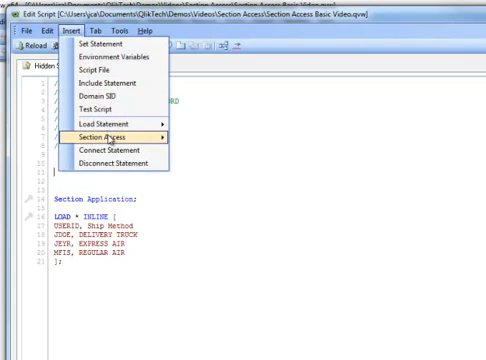 Edit Script [C:\Users\jca\Documents\QlikTech\Demos\Videos\Section Access\Section Access Basic Video.qvw]
File Edit Insert Tab Tools Help
Reload
Set Statement
Environment Variables
Script File
Include Statement
Domain SID
Test Script
Load Statement
Section Access
Connect Statement
Disconnect Statement
Hidden
1 /
2 /
3 /
4 /
5 /
6 /
7 /
8 /
9
10
11
12
13
14 Section Application;
15
16 LOAD * INLINE [
17 USERID, Ship Method
18 JDOE, DELIVERY TRUCK
19 JEYR, EXPRESS AIR
20 MFIS, REGULAR AIR
21 ];